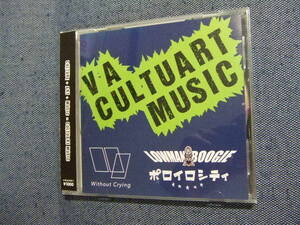 V.A
CULTUART
MUSIC
LOWMAN BOOGIE
ポロイロシティ
Without Crying